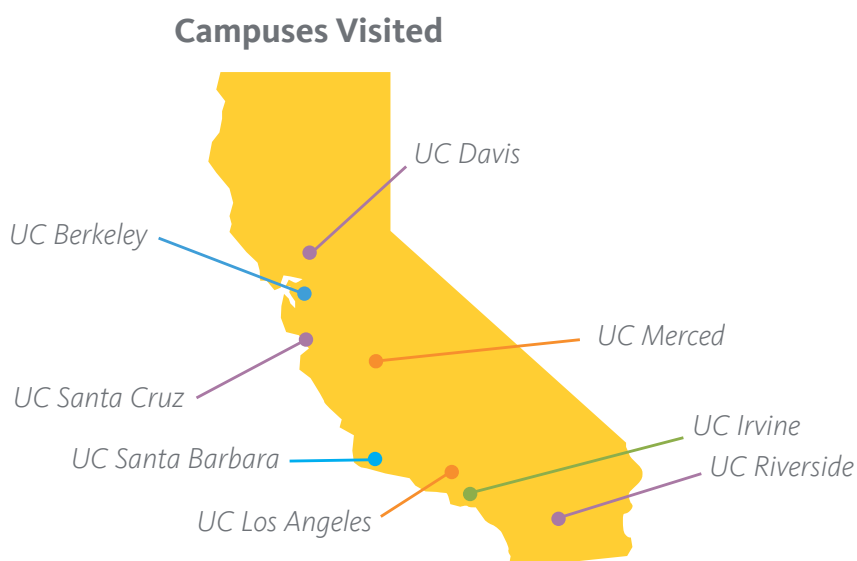 Campuses Visited
UC Davis
UC Berkeley
UC Merced
UC Santa Cruz
UC Irvine
UC Santa Barbara
UC Riverside
UC Los Angeles